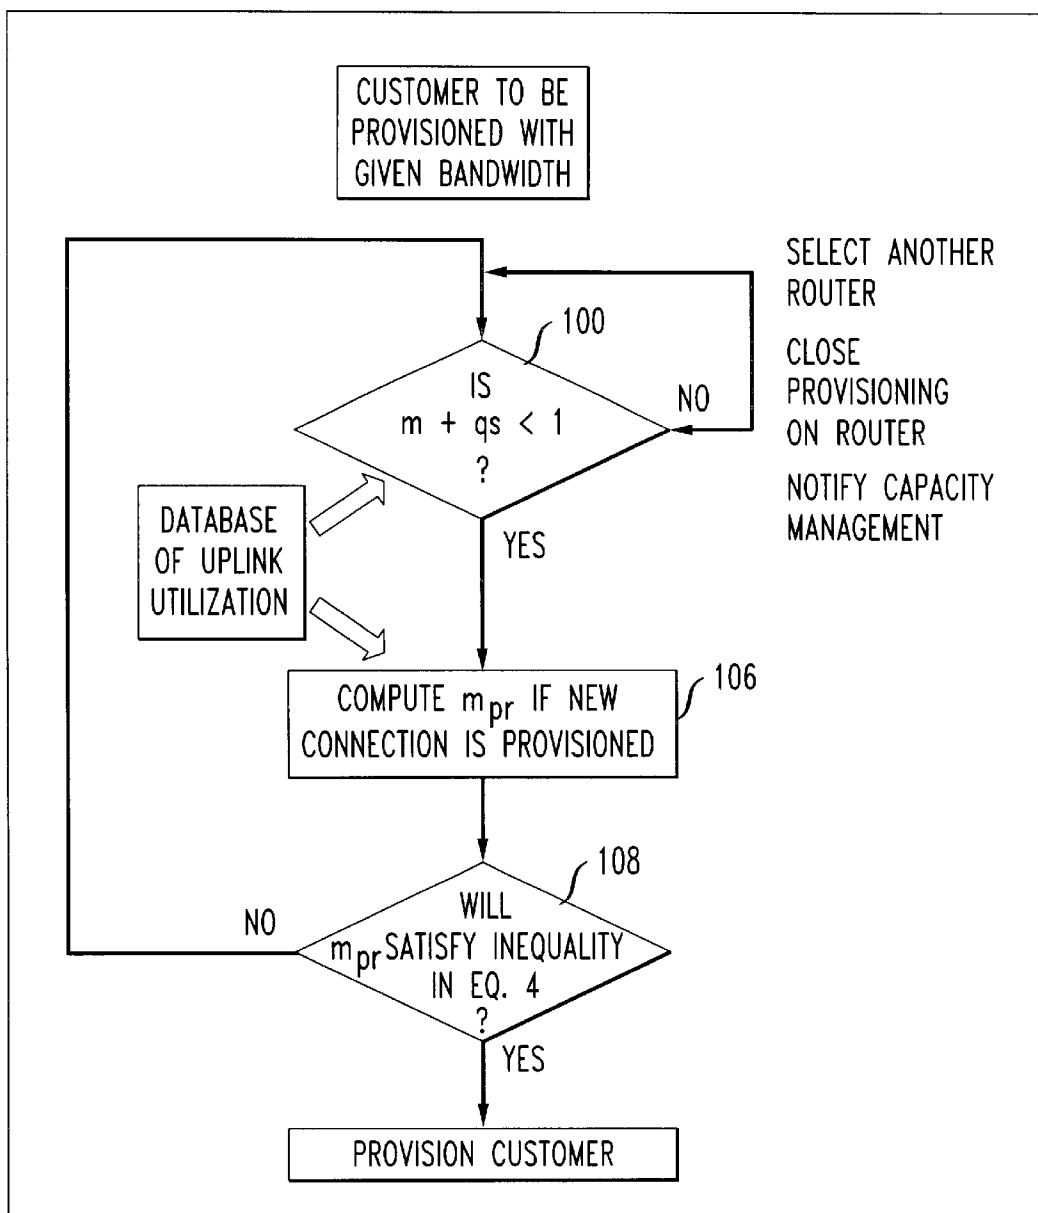 CUSTOMER TO BE
PROVISIONED WITH
GIVEN BANDWIDTH
SELECT ANOTHER
ROUTER
100
CLOSE
PROVISIONING
ON ROUTER
IS
m + qs < 1
?
NO
NOTIFY CAPACITY
MANAGEMENT
YES
DATABASE
OF UPLINK
UTILIZATION
106
COMPUTE mpr IF NEW
CONNECTION IS PROVISIONED
108
WILL
mpr SATISFY INEQUALITY
IN EQ. 4
?
NO
YES
PROVISION CUSTOMER